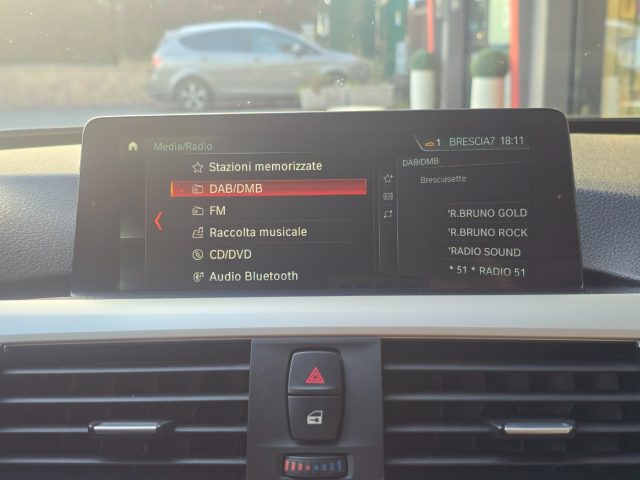 Media/Radio
1 BRESCIA7 18:11
Stazioni memorizzate
DAB/DMB
FM
Raccolta musicale
CD/DVD
Audio Bluetooth
DAB/DMB
Bresciasette
'R.BRUNO GOLD
'R.BRUNO ROCK
'RADIO SOUND
* 51 * RADIO 51